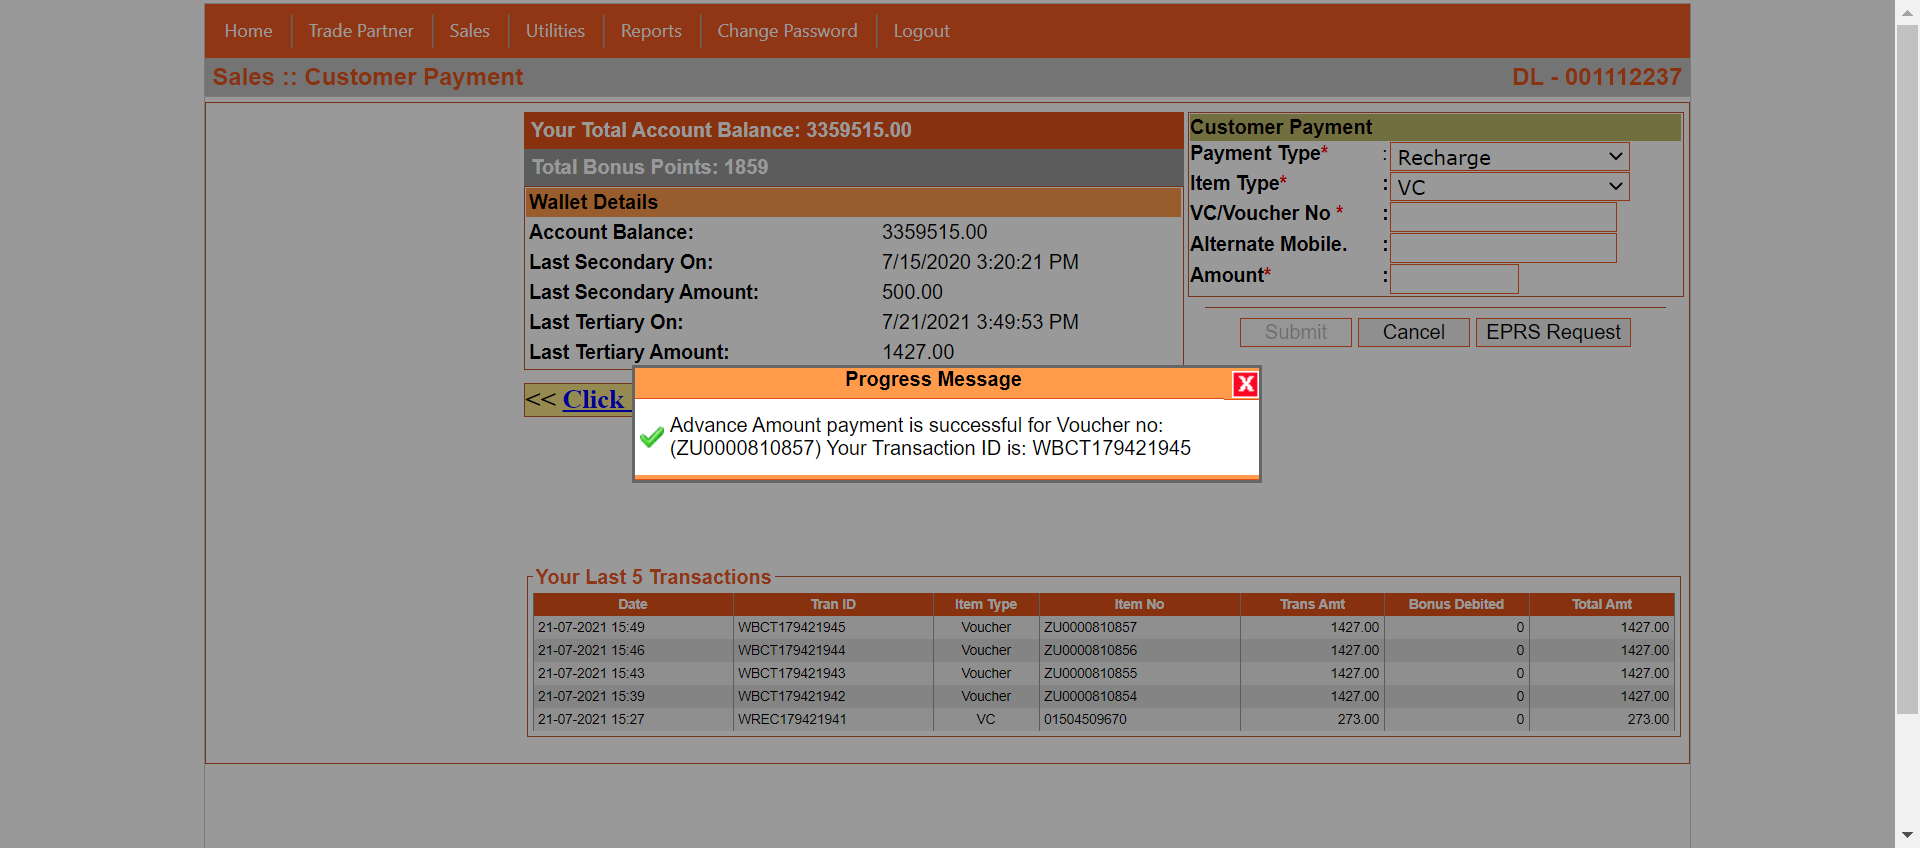 Home Trade Partner Sales Utilities Reports Change Password Logout
Sales :: Customer Payment DL - 001112237
Your Total Account Balance: 3359515.00
Total Bonus Points: 1859
Wallet Details
Account Balance: 3359515.00
Last Secondary On: 7/15/2020 3:20:21 PM
Last Secondary Amount: 500.00
Last Tertiary On: 7/21/2021 3:49:53 PM
Last Tertiary Amount: 1427.00
<< Click
Customer Payment
Payment Type* : Recharge
Item Type* : VC
VC/Voucher No * :
Alternate Mobile. :
Amount* :
Submit Cancel EPRS Request
Progress Message X
Advance Amount payment is successful for Voucher no:
(ZU0000810857) Your Transaction ID is: WBCT179421945
Your Last 5 Transactions
Date Tran ID Item Type Item No Trans Amt Bonus Debited Total Amt
21-07-2021 15:49 WBCT179421945 Voucher ZU0000810857 1427.00 0 1427.00
21-07-2021 15:46 WBCT179421944 Voucher ZU0000810856 1427.00 0 1427.00
21-07-2021 15:43 WBCT179421943 Voucher ZU0000810855 1427.00 0 1427.00
21-07-2021 15:39 WBCT179421942 Voucher ZU0000810854 1427.00 0 1427.00
21-07-2021 15:27 WREC179421941 VC 01504509670 273.00 0 273.00